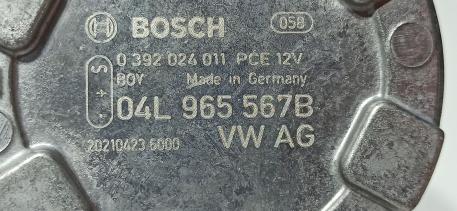 BOSCH 058
0 392 024 011 PCE 12V
BOY Made in Germany
S + -
04L 965 567B
20210423 6000 VW AG